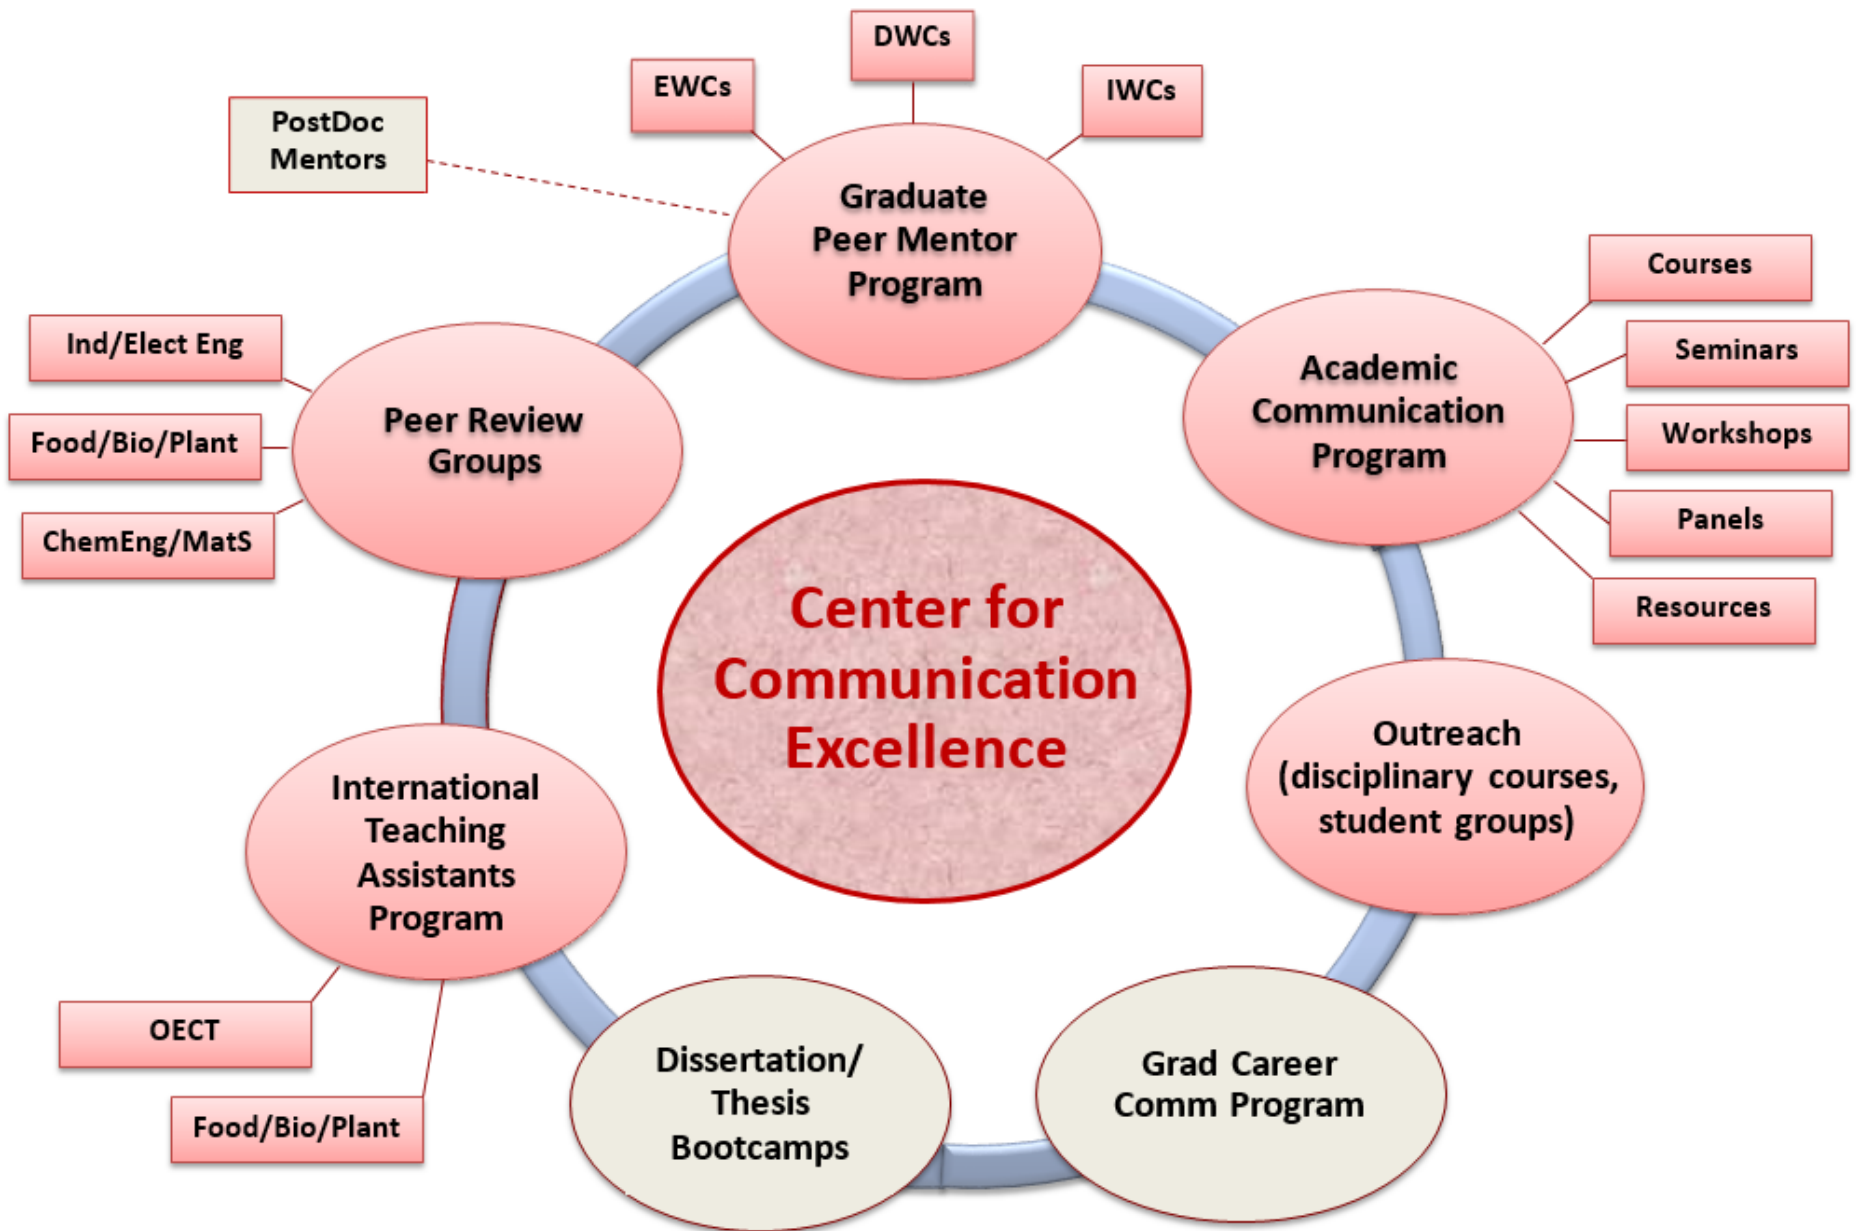 DWCs
EWCs
IWCs
PostDoc
Mentors
Graduate
Peer Mentor
Program
Courses
Seminars
Workshops
Panels
Resources
Academic
Communication
Program
Ind/Elect Eng
Food/Bio/Plant
ChemEng/MatS
Peer Review
Groups
Center for
Communication
Excellence
Outreach
(disciplinary courses,
student groups)
International
Teaching
Assistants
Program
OECT
Food/Bio/Plant
Dissertation/
Thesis
Bootcamps
Grad Career
Comm Program